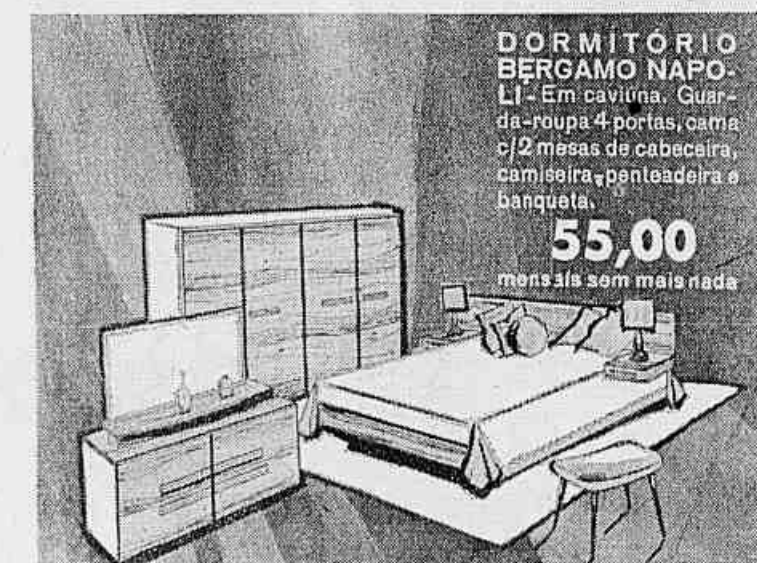 DORMITÓRIO
BERGAMO NAPO-
LI - Em caviúna. Guar-
da-roupa 4 portas, cama
c/2 mesas de cabeceira,
camiseira, penteadeira e
banqueta.
55,00
mensais sem mais nada